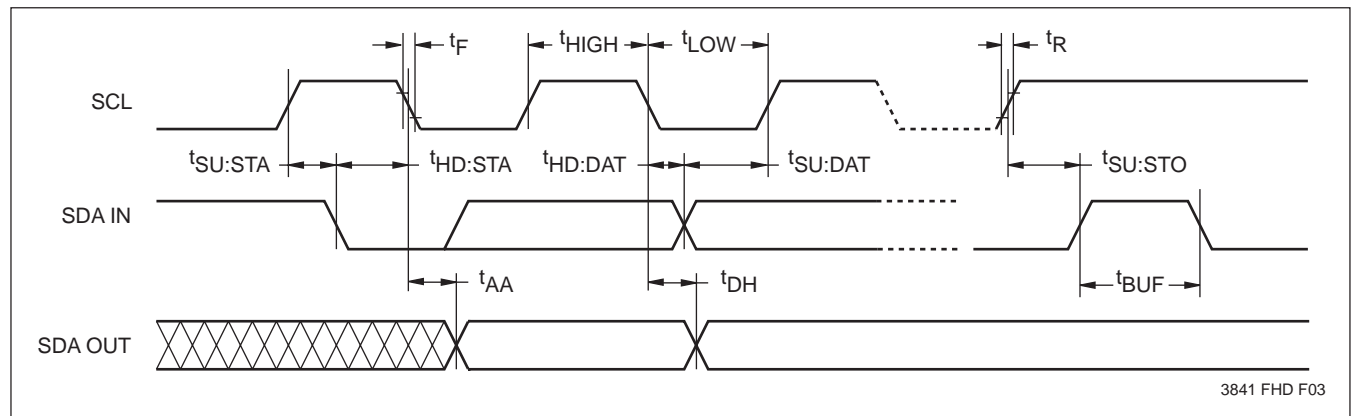 tF
tHIGH
tLOW
tR
SCL
tSU:STA
tHD:STA
tHD:DAT
tSU:DAT
tSU:STO
SDA IN
tAA
tDH
tBUF
SDA OUT
3841 FHD F03